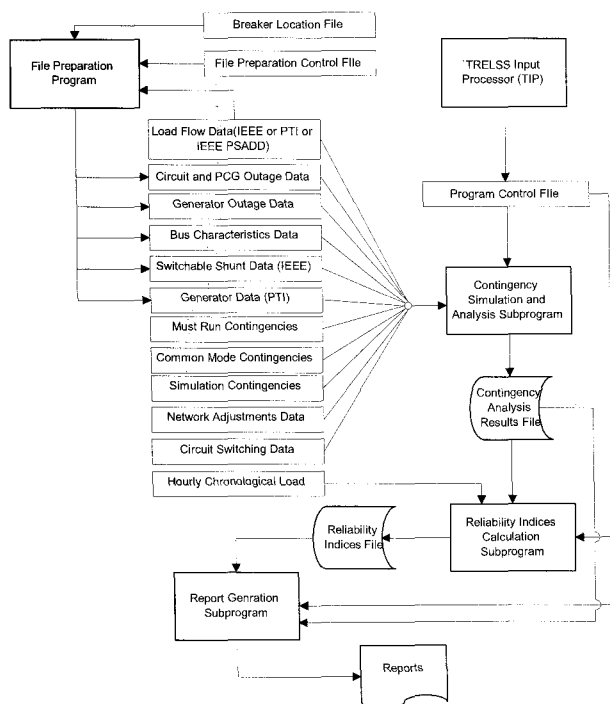 Breaker Location File
File Preparation
Program
File Preparation Control File
TRELSS Input
Processor (TIP)
Load Flow Data(IEEE or PTI or
IEEE PSADD)
Circuit and PCG Outage Data
Program Control File
Generator Outage Data
Bus Characteristics Data
Switchable Shunt Data (IEEE)
Generator Data (PTI)
Contingency
Simulation and
Analysis Subprogram
Must Run Contingencies
Common Mode Contingencies
Simulation Contingencies
Network Adjustments Data
Circuit Switching Data
Contingency
Analysis
Results File
Hourly Chronological Load
Reliability
Indices File
Reliability Indices
Calculation
Subprogram
Report Genration
Subprogram
Reports